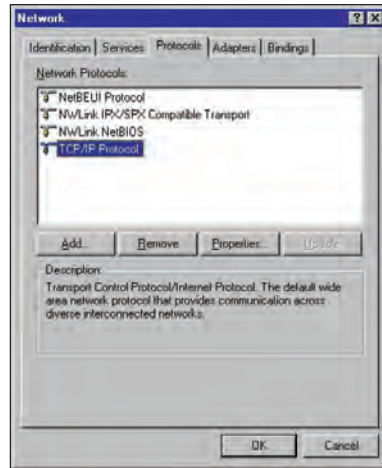 Network
Identification Services Protocols Adapters Bindings
Network Protocols:
NetBEUI Protocol
NWLink IPX/SPX Compatible Transport
NWLink NetBIOS
TCP/IP Protocol
Add... Remove Properties... Update
Description:
Transport Control Protocol/Internet Protocol. The default wide
area network protocol that provides communication across
diverse interconnected networks.
OK Cancel